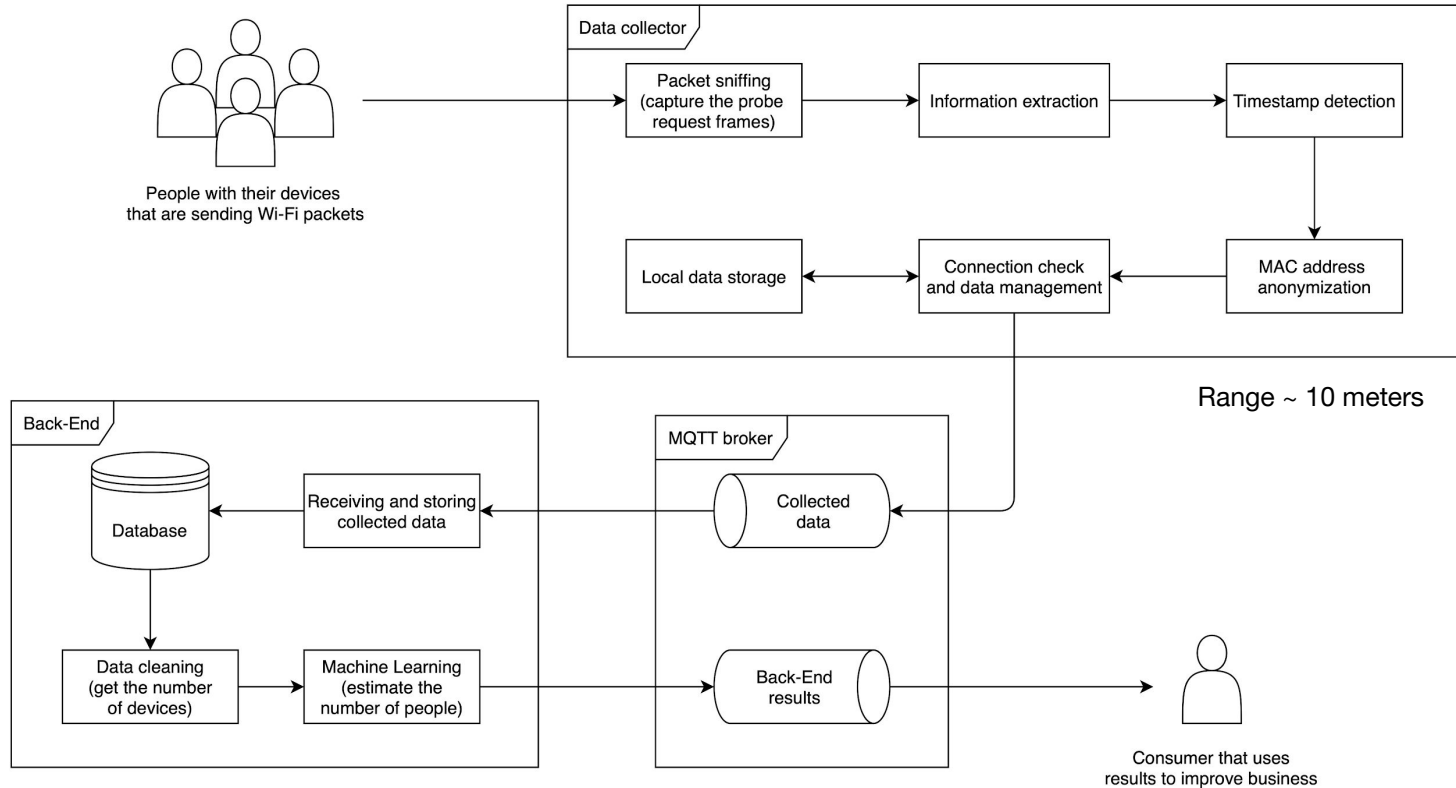 Data collector
Packet sniffing
(capture the probe
request frames)
Information extraction
Timestamp detection
People with their devices
that are sending Wi-Fi packets
Local data storage
Connection check
and data management
MAC address
anonymization
Range ~ 10 meters
Back-End
MQTT broker
Database
Receiving and storing
collected data
Collected
data
Data cleaning
(get the number
of devices)
Machine Learning
(estimate the
number of people)
Back-End
results
Consumer that uses
results to improve business